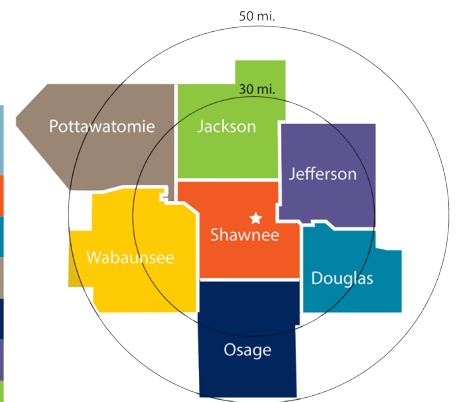 50 mi.
30 mi.
Pottawatomie
Jackson
Jefferson
Shawnee
Wabaunsee
Douglas
Osage